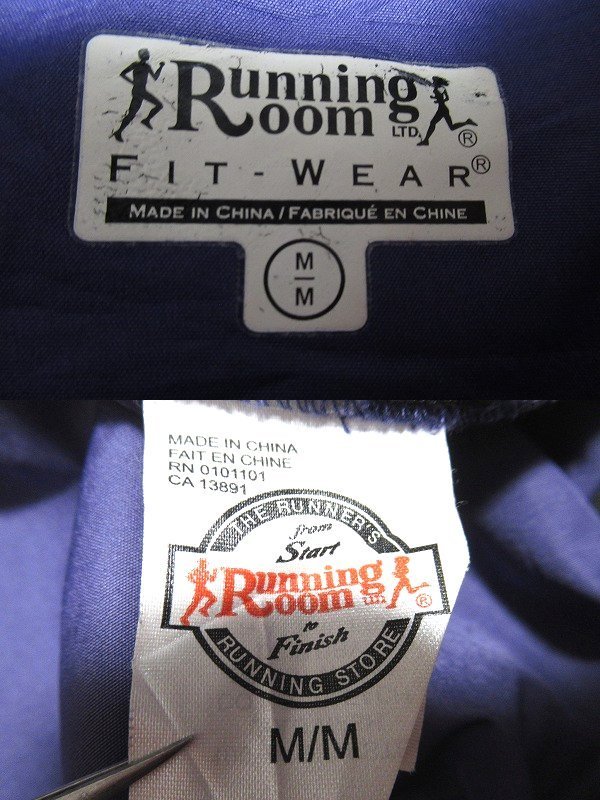 Running
Room LTD. ®
FIT-WEAR®
MADE IN CHINA / FABRIQUÉ EN CHINE
M
M
MADE IN CHINA
FAIT EN CHINE
RN 0101101
CA 13891
THE RUNNER'S
from
Start
Running
Room LTD. ®
to
Finish
RUNNING STORE
M/M